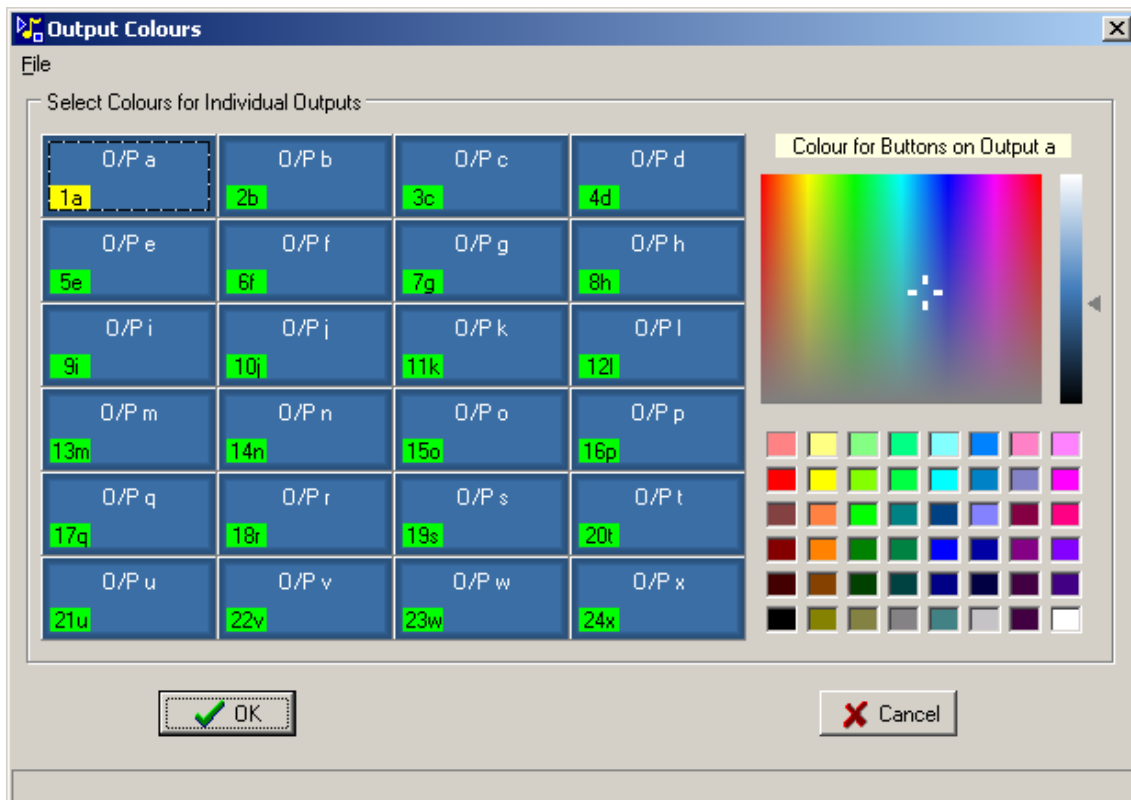 Output Colours
File
Select Colours for Individual Outputs
Colour for Buttons on Output a
O/P a O/P b O/P c O/P d
1a 2b 3c 4d
O/P e O/P f O/P g O/P h
5e 6f 7g 8h
O/P i O/P j O/P k O/P l
9i 10j 11k 12l
O/P m O/P n O/P o O/P p
13m 14n 15o 16p
O/P q O/P r O/P s O/P t
17q 18r 19s 20t
O/P u O/P v O/P w O/P x
21u 22v 23w 24x
OK Cancel